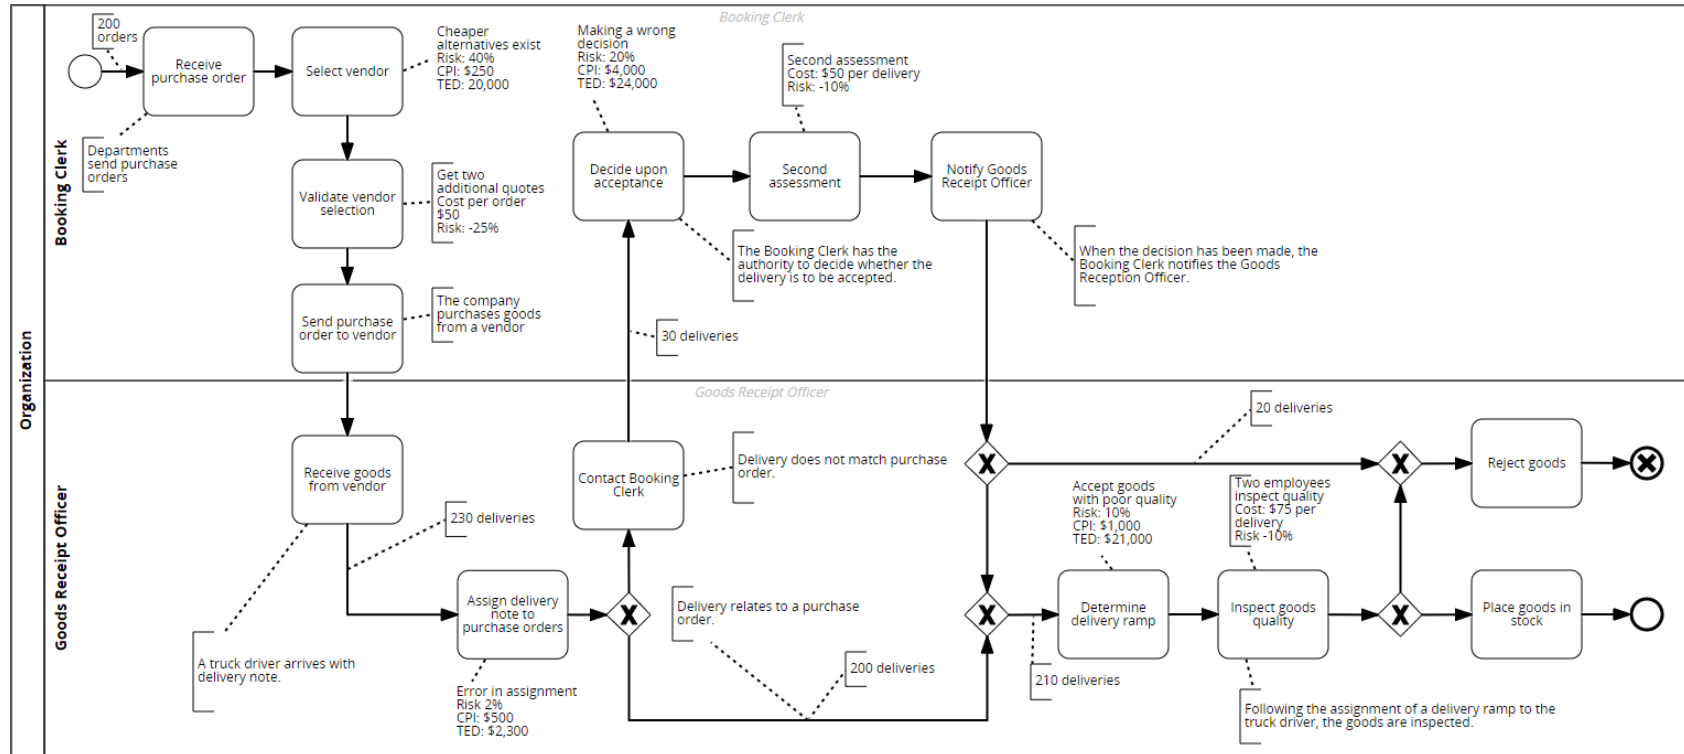 Organization
Booking Clerk
Booking Clerk
200
orders
Receive
purchase order
Departments
send purchase
orders
Select vendor
Cheaper
alternatives exist
Risk: 40%
CPI: $250
TED: 20,000
Validate vendor
selection
Get two
additional quotes
Cost per order
$50
Risk: -25%
Send purchase
order to vendor
The company
purchases goods
from a vendor
Making a wrong
decision
Risk: 20%
CPI: $4,000
TED: $24,000
Decide upon
acceptance
The Booking Clerk has the
authority to decide whether the
delivery is to be accepted.
Second assessment
Cost: $50 per delivery
Risk: -10%
Second
assessment
Notify Goods
Receipt Officer
When the decision has been made, the
Booking Clerk notifies the Goods
Reception Officer.
30 deliveries
Goods Receipt Officer
Goods Receipt Officer
Receive goods
from vendor
A truck driver arrives with
delivery note.
230 deliveries
Assign delivery
note to
purchase orders
Error in assignment
Risk 2%
CPI: $500
TED: $2,300
Contact Booking
Clerk
Delivery does not match purchase
order.
Delivery relates to a purchase
order.
200 deliveries
X
X
X
20 deliveries
210 deliveries
Accept goods
with poor quality
Risk: 10%
CPI: $1,000
TED: $21,000
Determine
delivery ramp
Two employees
inspect quality
Cost: $75 per
delivery
Risk -10%
Inspect goods
quality
Following the assignment of a delivery ramp to the
truck driver, the goods are inspected.
X
X
Reject goods
Place goods in
stock